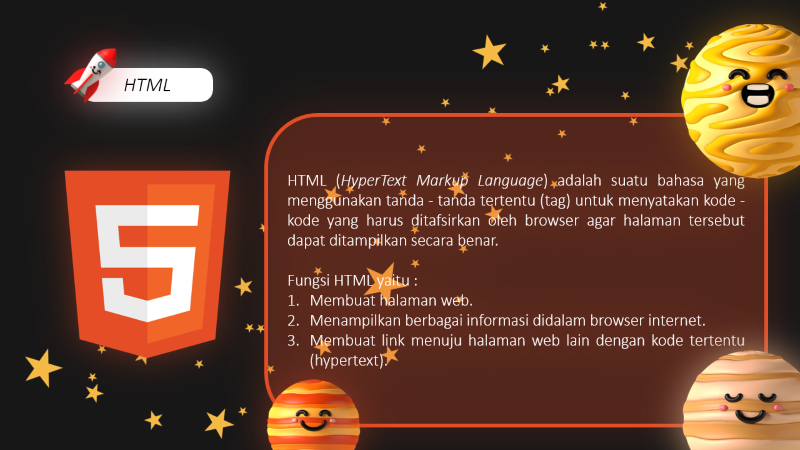 HTML
5
HTML (HyperText Markup Language) adalah suatu bahasa yang
menggunakan tanda - tanda tertentu (tag) untuk menyatakan kode -
kode yang harus ditafsirkan oleh browser agar halaman tersebut
dapat ditampilkan secara benar.
Fungsi HTML yaitu :
1. Membuat halaman web.
2. Menampilkan berbagai informasi didalam browser internet.
3. Membuat link menuju halaman web lain dengan kode tertentu
(hypertext).